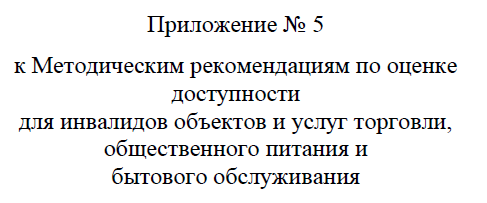 Приложение № 5
к Методическим рекомендациям по оценке
доступности
для инвалидов объектов и услуг торговли,
общественного питания и
бытового обслуживания